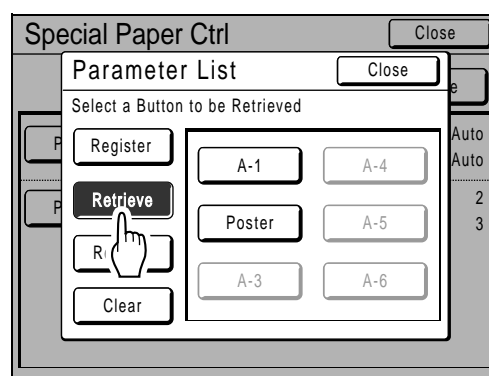 Special Paper Ctrl
Close
Parameter List
Close
Select a Button to be Retrieved
Register
A-1
A-4
Auto
Auto
Retrieve
Poster
A-5
2
3
A-3
A-6
Clear